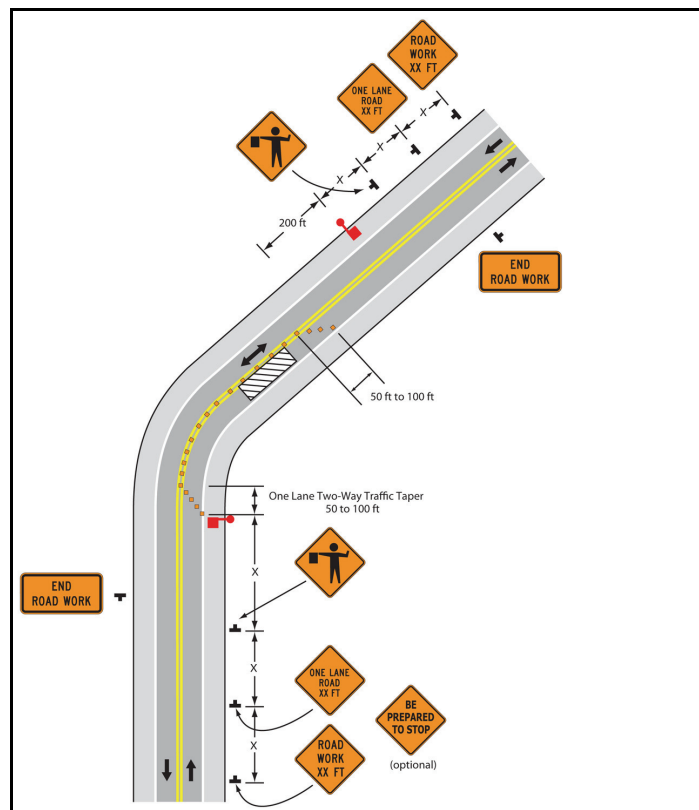 ROAD
WORK
XX FT
ONE LANE
ROAD
XX FT
X
X
X
200 ft
END
ROAD WORK
50 ft to 100 ft
One Lane Two-Way Traffic Taper
50 to 100 ft
X
END
ROAD WORK
X
ONE LANE
ROAD
XX FT
BE
PREPARED
TO STOP
X
ROAD
WORK
XX FT
(optional)